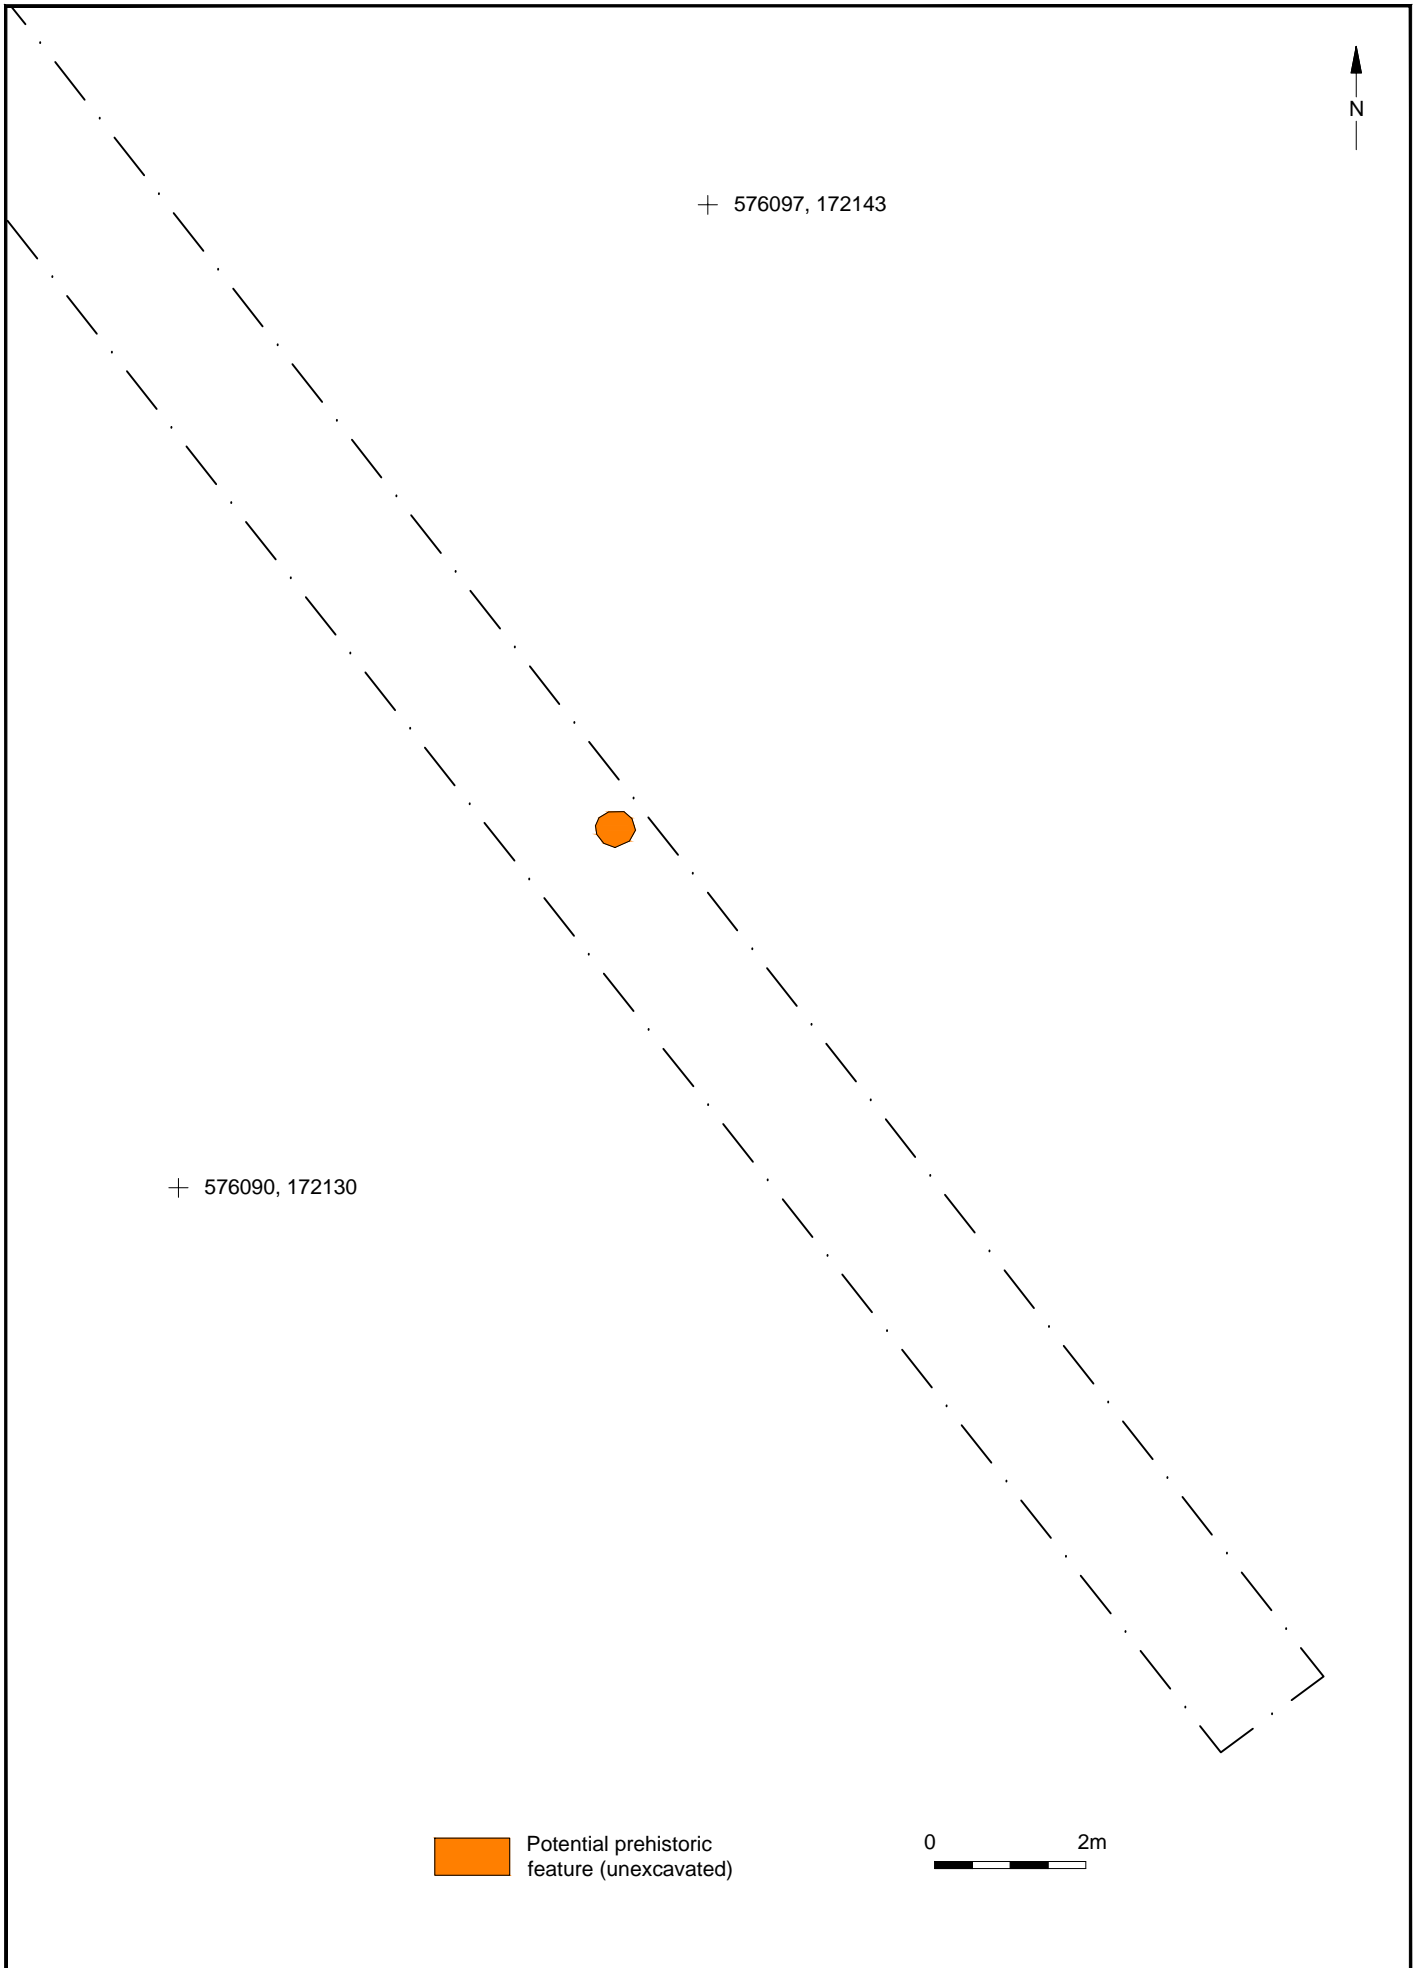 N
576097, 172143
576090, 172130
Potential prehistoric
feature (unexcavated)
0 2m